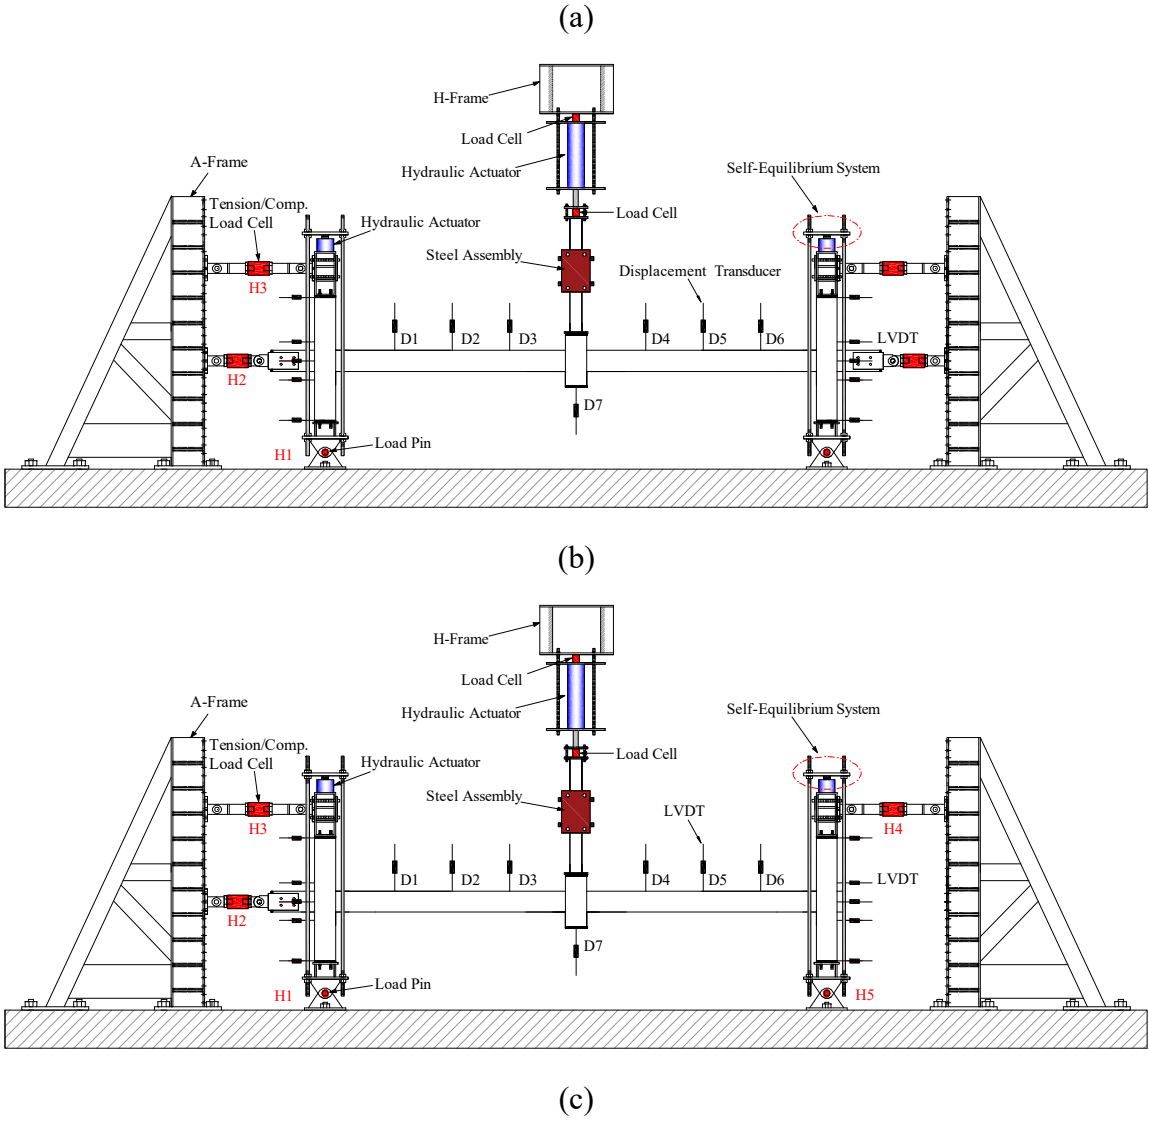 (a)
H-Frame
Load Cell
A-Frame
Hydraulic Actuator
Self-Equilibrium System
Tension/Comp.
Load Cell
Hydraulic Actuator
Load Cell
Steel Assembly
Displacement Transducer
H3
D1
D2
D3
D4
D5
D6
LVDT
H2
D7
H1
Load Pin
(b)
H-Frame
Load Cell
A-Frame
Hydraulic Actuator
Self-Equilibrium System
Tension/Comp.
Load Cell
Hydraulic Actuator
Load Cell
Steel Assembly
LVDT
H3
H4
D1
D2
D3
D4
D5
D6
LVDT
H2
D7
H1
Load Pin
H5
(c)